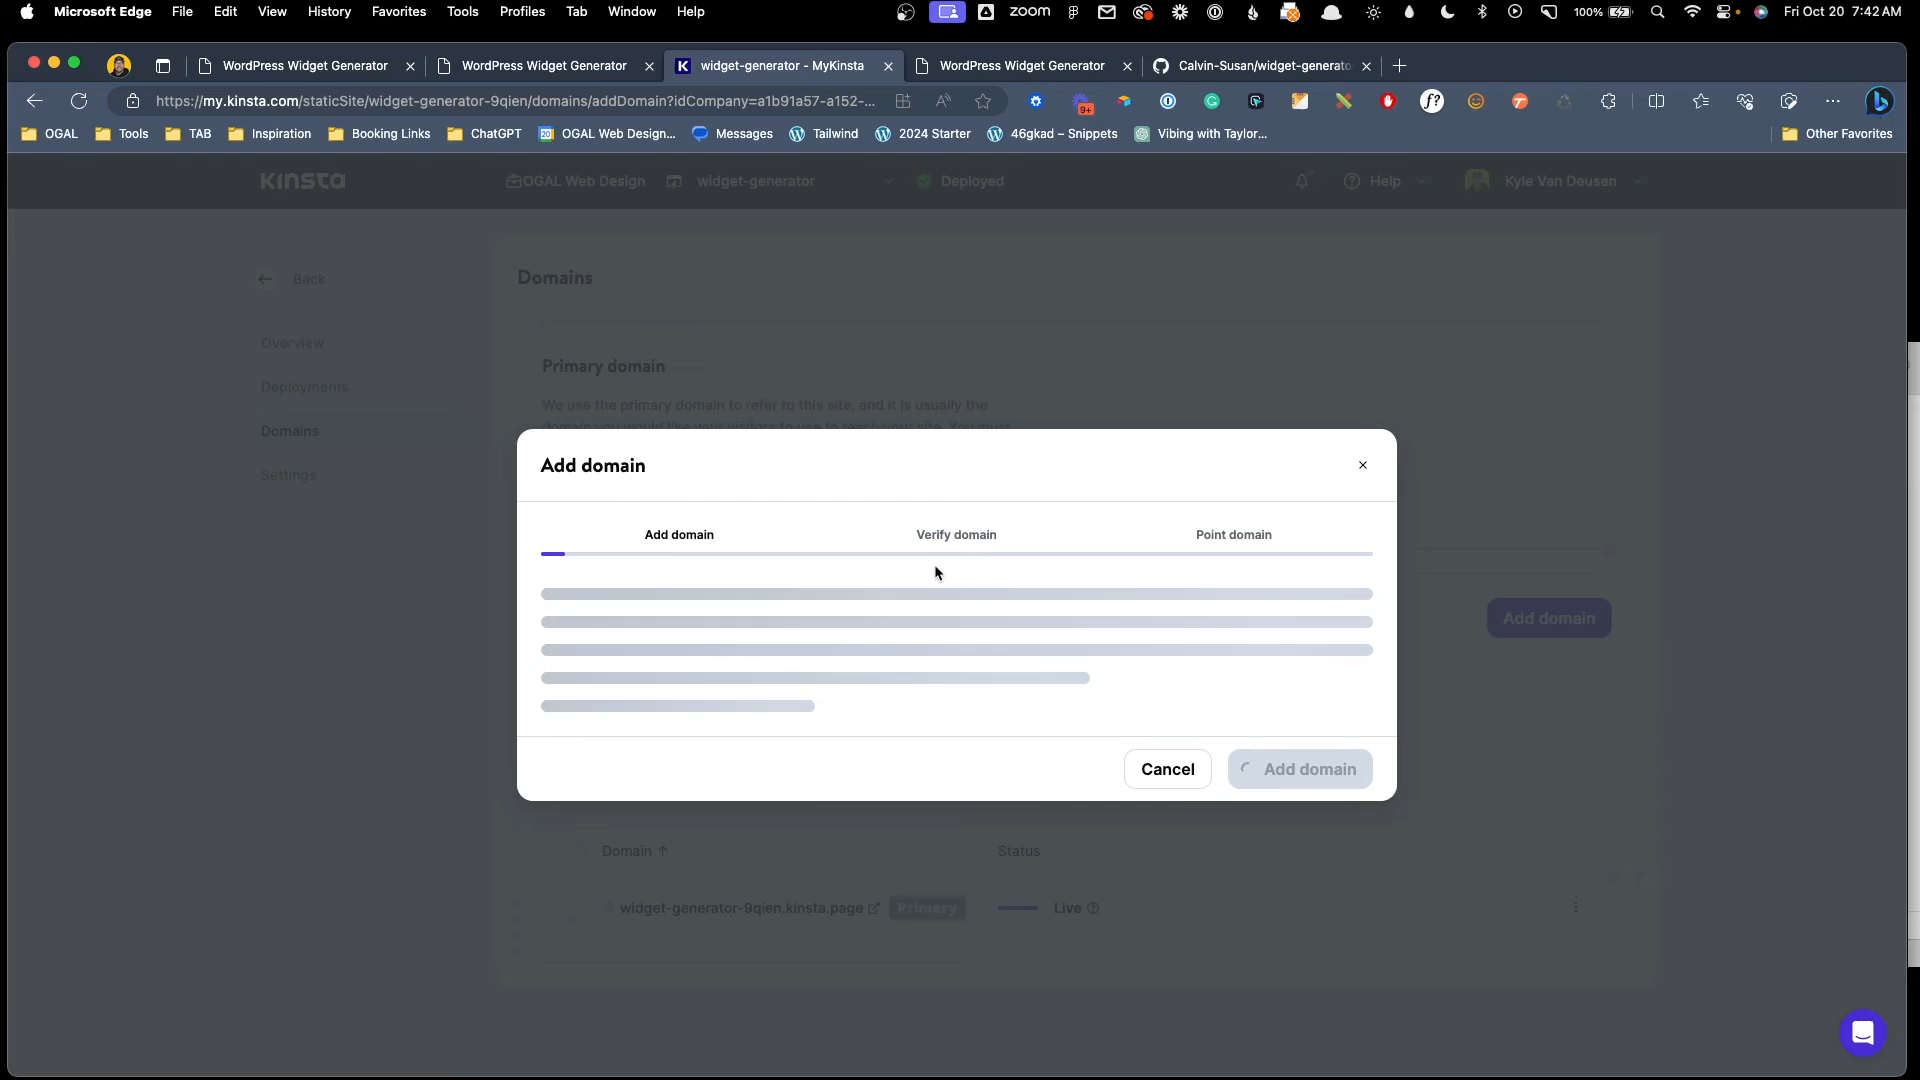 Microsoft Edge File Edit View History Favorites Tools Profiles Tab Window Help zoom 100% Fri Oct 20 7:42 AM
WordPress Widget Generator WordPress Widget Generator K widget-generator - MyKinsta WordPress Widget Generator Calvin-Susan/widget-generato
https://my.kinsta.com/staticSite/widget-generator-9qien/domains/addDomain?idCompany=a1b91a57-a152-... 9+ f?
OGAL Tools TAB Inspiration Booking Links ChatGPT 20 OGAL Web Design... Messages Tailwind 2024 Starter 46gkad – Snippets Vibing with Taylor... Other Favorites
KINSTA OGAL Web Design widget-generator Deployed Help Kyle Van Deusen
Back
Overview
Deployments
Domains
Settings
Domains
Primary domain
We use the primary domain to refer to this site, and it is usually the
domain you would like your visitors to use to reach your site. You must
Add domain
Add domain Verify domain Point domain
Add domain
Cancel Add domain
Domain ↑ Status
widget-generator-9qien.kinsta.page Primary Live